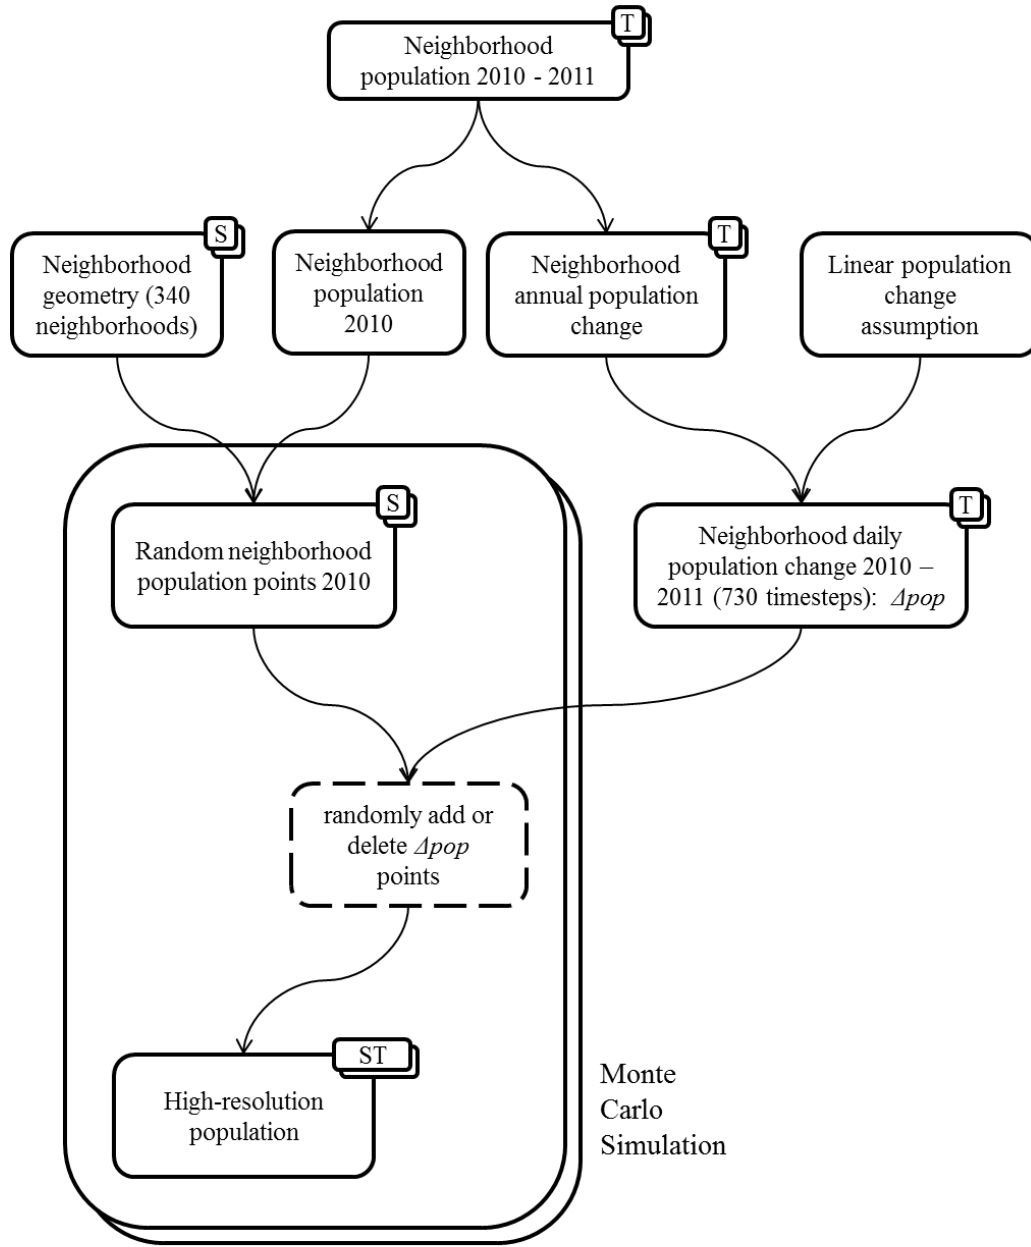 T
Neighborhood
population 2010 - 2011
S
Neighborhood
geometry (340
neighborhoods)
Neighborhood
population
2010
T
Neighborhood
annual population
change
Linear population
change
assumption
S
Random neighborhood
population points 2010
T
Neighborhood daily
population change 2010 –
2011 (730 timesteps): Δpop
randomly add or
delete Δpop
points
ST
High-resolution
population
Monte
Carlo
Simulation